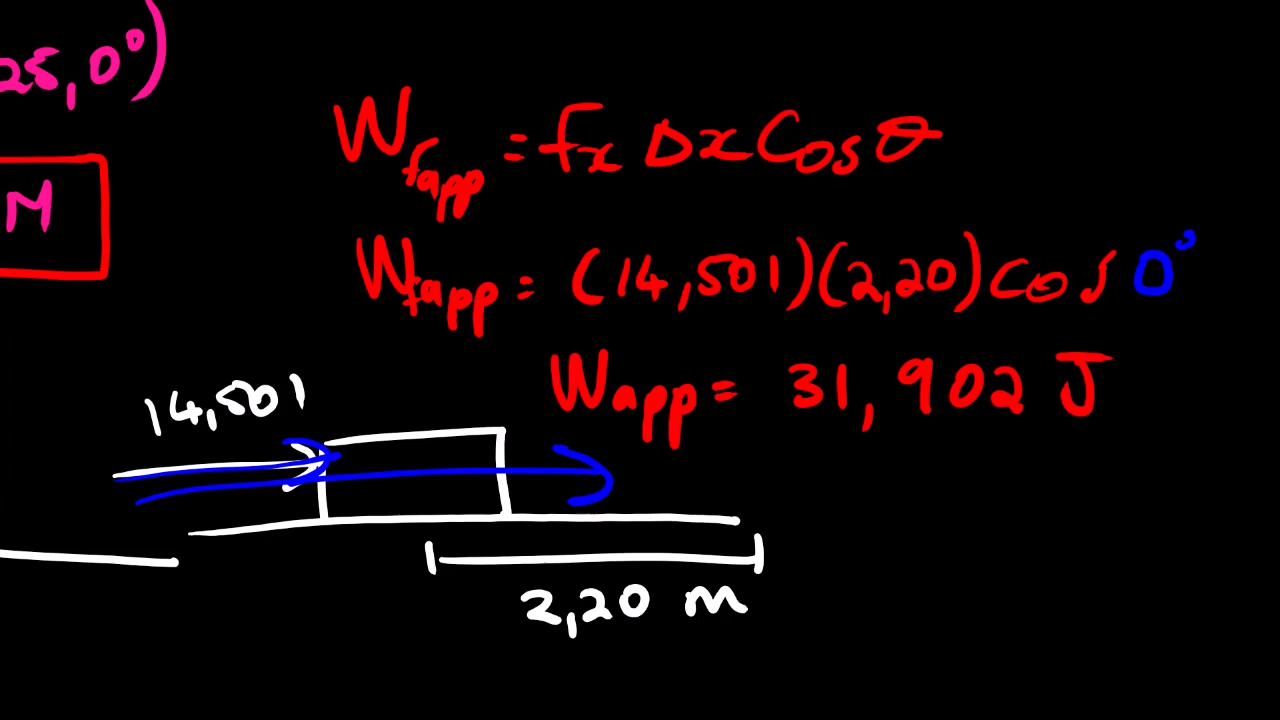 25,0°)
W_fapp = fx Δx Cos θ
M
W_fapp = (14,501)(2,20) cos 0°
W_app = 31,902 J
14,501
2,20 m